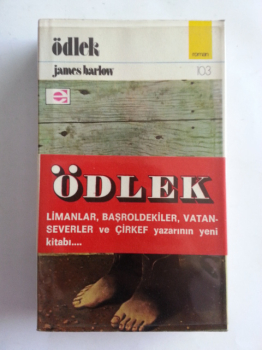 ödlek
roman
james barlow
103
e
ÖDLEK
LİMANLAR, BAŞROLDEKİLER, VATAN-
SEVERLER ve ÇİRKEF yazarının yeni
kitabı....